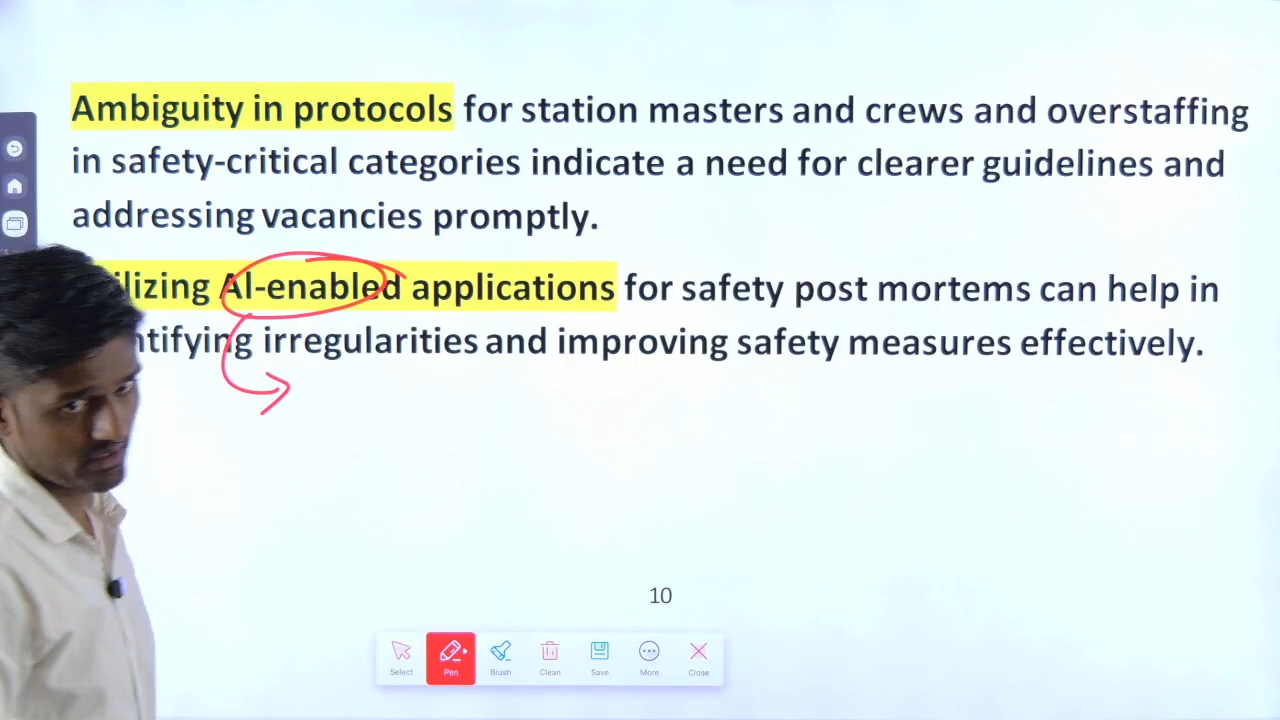 Ambiguity in protocols for station masters and crews and overstaffing
in safety-critical categories indicate a need for clearer guidelines and
addressing vacancies promptly.
AI-enabled applications for safety post mortems can help in
irregularities and improving safety measures effectively.
10
Select Pen Brush Clean Save More Close